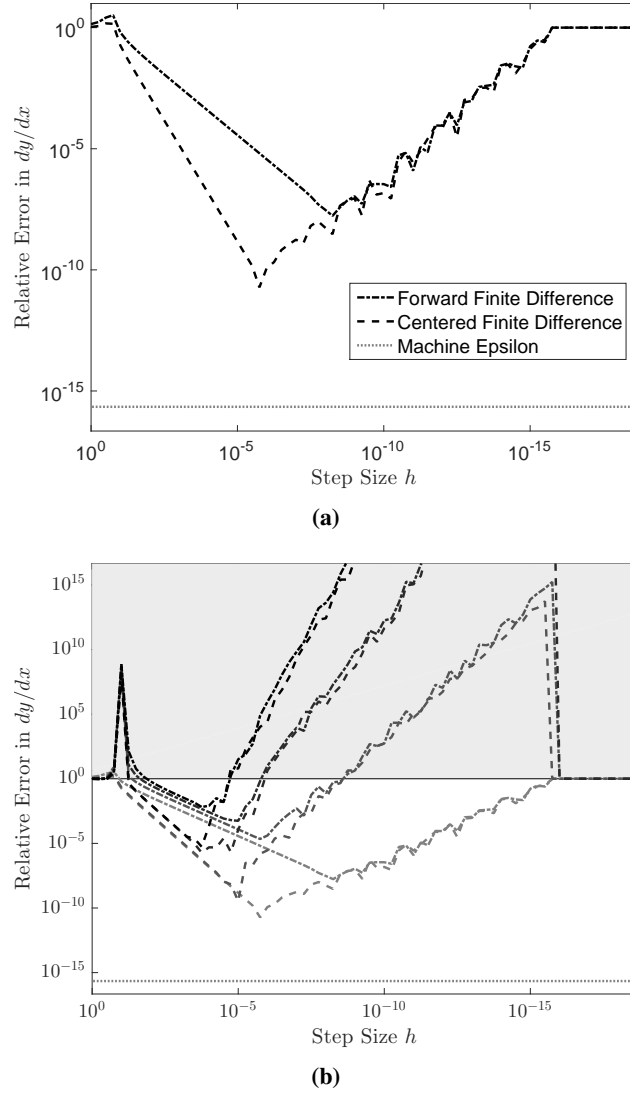 10^0
10^-5
10^-10
10^-15
Relative Error in dy/dx
Forward Finite Difference
Centered Finite Difference
Machine Epsilon
10^0 10^-5 10^-10 10^-15
Step Size h
(a)
10^15
10^10
10^5
10^0
10^-5
10^-10
10^-15
Relative Error in dy/dx
10^0 10^-5 10^-10 10^-15
Step Size h
(b)